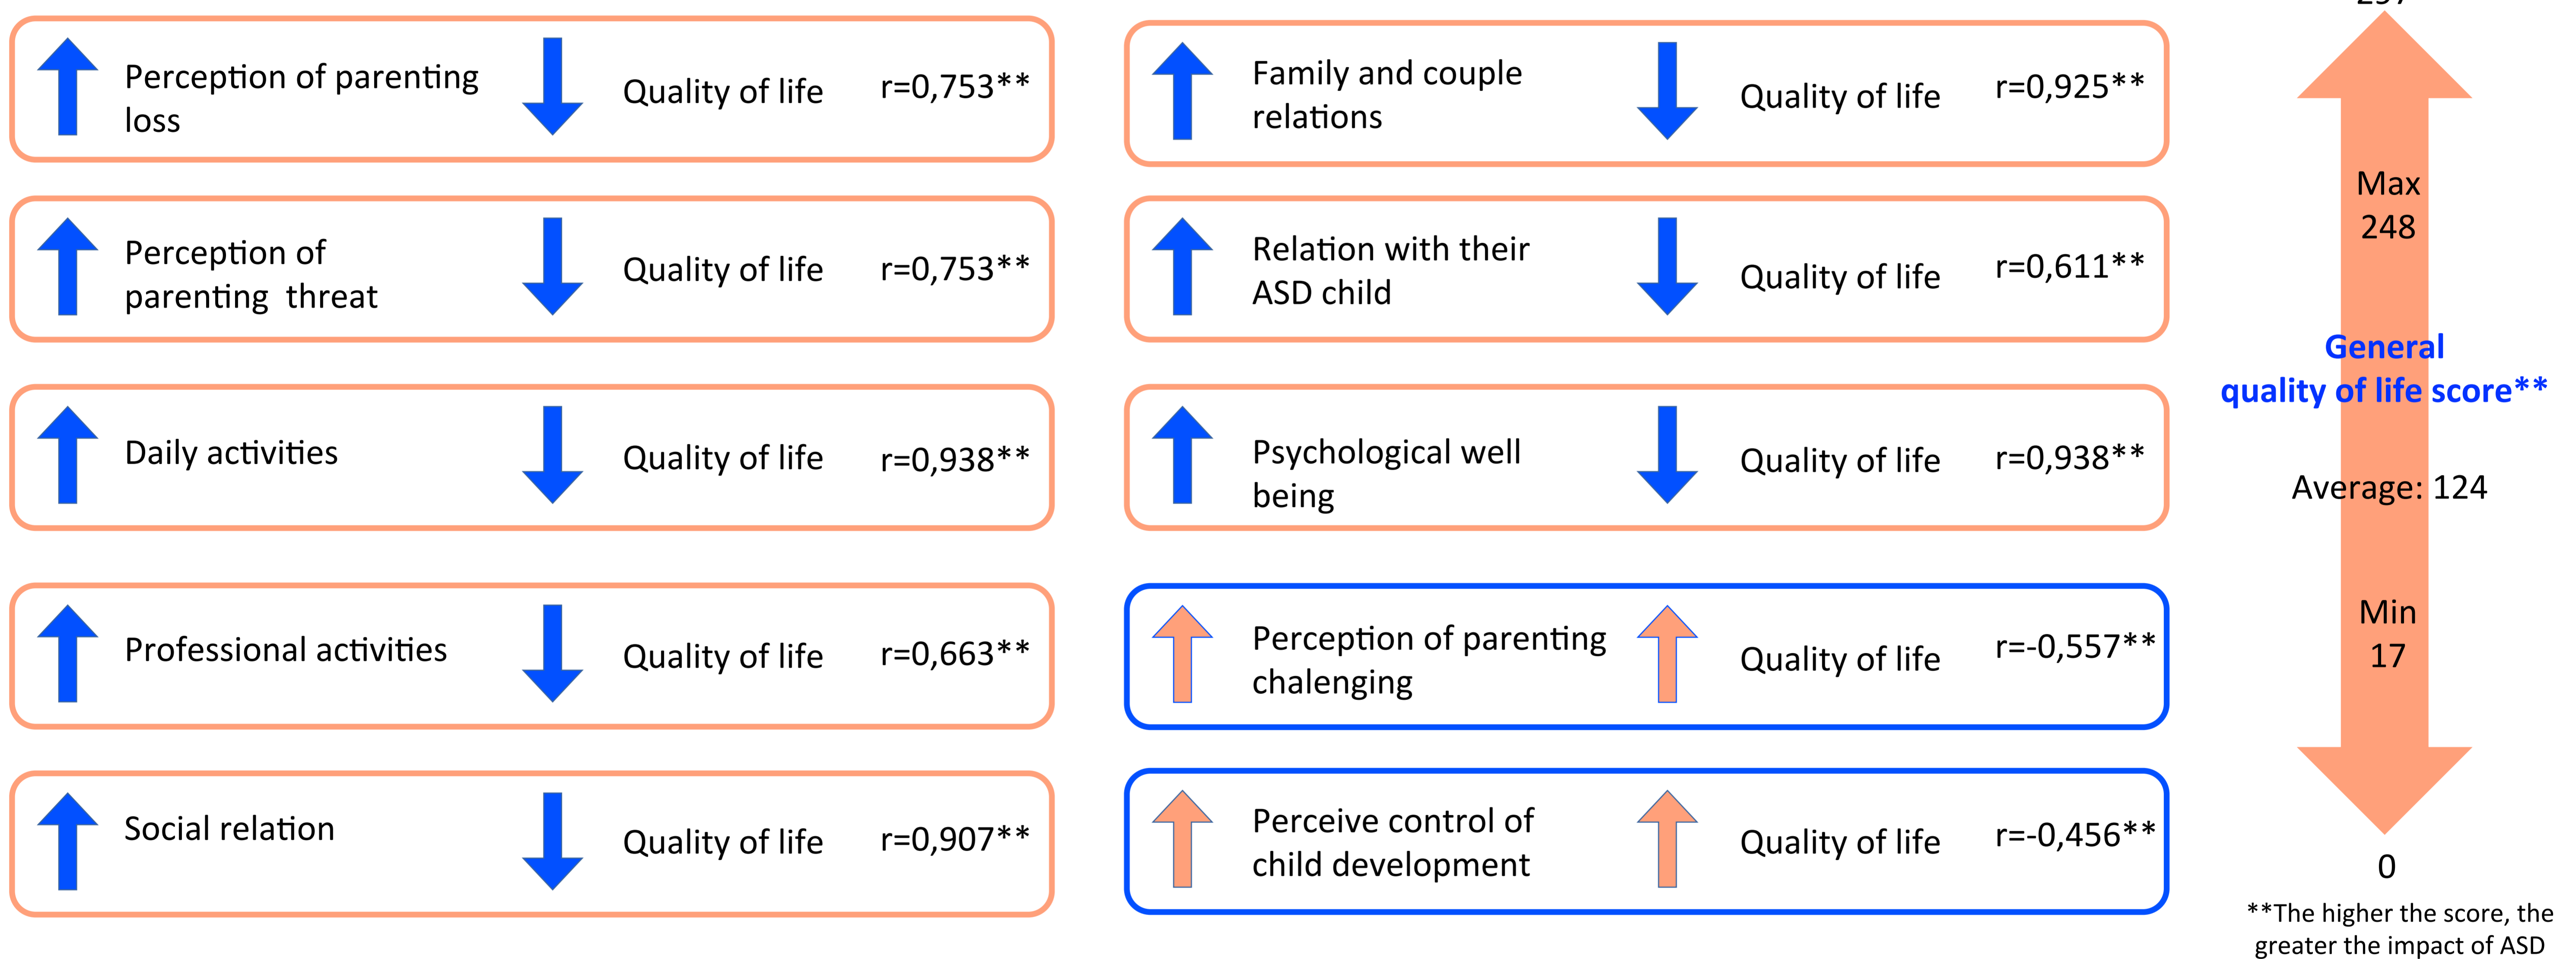 Perception of parenting
loss
Quality of life
r=0,753**
Perception of
parenting threat
Quality of life
r=0,753**
Daily activities
Quality of life
r=0,938**
Professional activities
Quality of life
r=0,663**
Social relation
Quality of life
r=0,907**
Family and couple
relations
Quality of life
r=0,925**
Relation with their
ASD child
Quality of life
r=0,611**
Psychological well
being
Quality of life
r=0,938**
Perception of parenting
chalenging
Quality of life
r=-0,557**
Perceive control of
child development
Quality of life
r=-0,456**
Max
248
General
quality of life score**
Average: 124
Min
17
0
**The higher the score, the
greater the impact of ASD